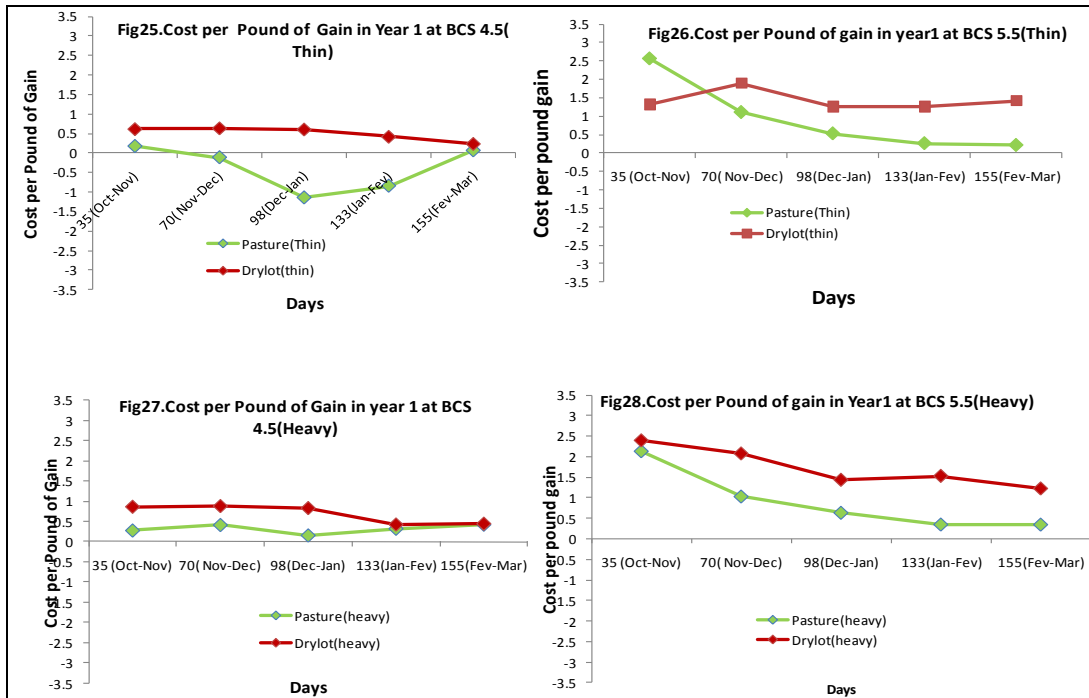 Fig25.Cost per Pound of Gain in Year 1 at BCS 4.5(
Thin)
Cost per Pound of Gain
3.5
3
2.5
2
1.5
1
0.5
0
-0.5
-1
-1.5
-2
-2.5
-3
-3.5
35 (Oct-Nov)
70( Nov-Dec)
98(Dec-Jan)
133(Jan-Fev)
155(Fev-Mar)
Pasture(Thin)
Drylot(thin)
Days
Fig26.Cost per Pound of gain in year1 at BCS 5.5(Thin)
Cost per pound gain
3.5
3
2.5
2
1.5
1
0.5
0
-0.5
-1
-1.5
-2
-2.5
-3
-3.5
35 (Oct-Nov)
70( Nov-Dec)
98(Dec-Jan)
133(Jan-Fev)
155(Fev-Mar)
Pasture(Thin)
Drylot(thin)
Days
Fig27.Cost per Pound of Gain in year 1 at BCS
4.5(Heavy)
Cost per Pound of Gain
3.5
3
2.5
2
1.5
1
0.5
0
-0.5
-1
-1.5
-2
-2.5
-3
-3.5
35 (Oct-Nov)
70( Nov-Dec)
98(Dec-Jan)
133(Jan-Fev)
155(Fev-Mar)
Pasture(heavy)
Drylot(heavy)
Days
Fig28.Cost per Pound of gain in Year1 at BCS 5.5(Heavy)
Cost per pound gain
3.5
3
2.5
2
1.5
1
0.5
0
-0.5
-1
-1.5
-2
-2.5
-3
-3.5
35 (Oct-Nov)
70( Nov-Dec)
98(Dec-Jan)
133(Jan-Fev)
155(Fev-Mar)
Pasture(heavy)
Drylot(heavy)
Days